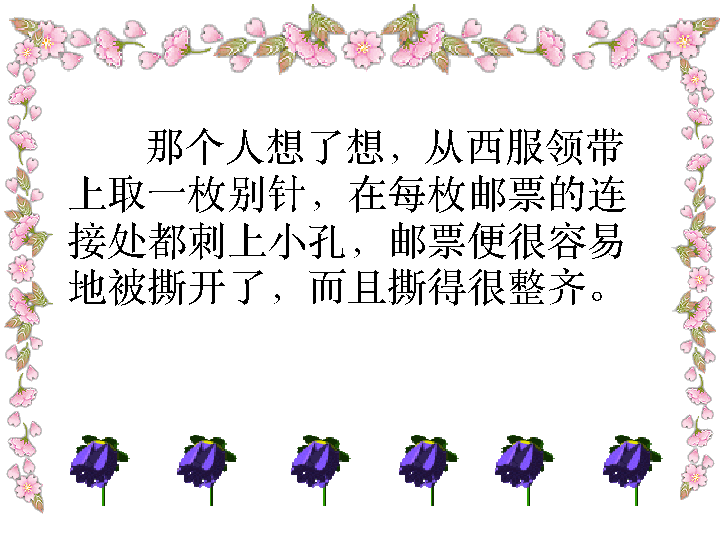 那个人想了想，从西服领带
上取一枚别针，在每枚邮票的连
接处都刺上小孔，邮票便很容易
地被撕开了，而且撕得很整齐。